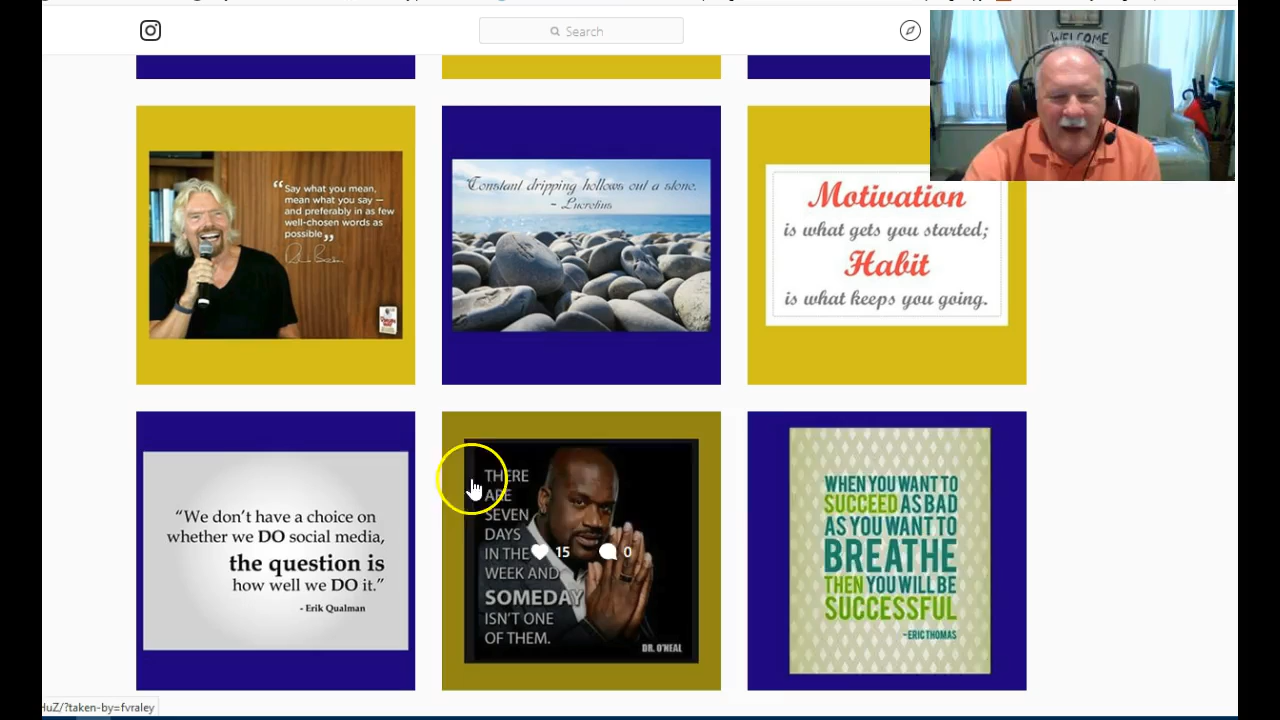 Search
WELCOME
“Say what you mean,
mean what you say —
and preferably in as few
well-chosen words as
possible„
Constant dripping hollows out a stone.
~ Lucretius
Motivation
is what gets you started;
Habit
is what keeps you going.
“We don't have a choice on
whether we DO social media,
the question is
how well we DO it.”
- Erik Qualman
THERE
ARE
SEVEN
DAYS
IN THE
WEEK AND
SOMEDAY
ISN'T ONE
OF THEM.
DR. O'NEAL
15 0
WHEN YOU WANT TO
SUCCEED AS BAD
AS YOU WANT TO
BREATHE
THEN YOU WILL BE
SUCCESSFUL
~ERIC THOMAS
HuZ/?taken-by=fvraley